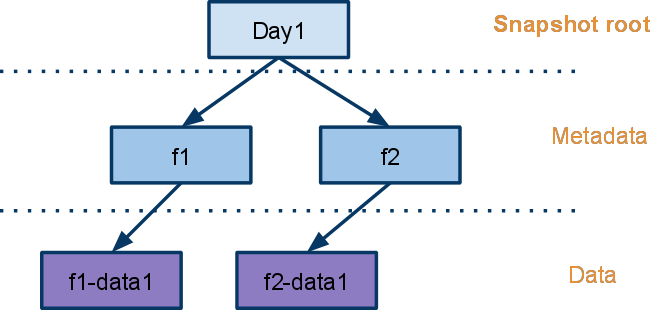 Day1
Snapshot root
f1
f2
Metadata
f1-data1
f2-data1
Data